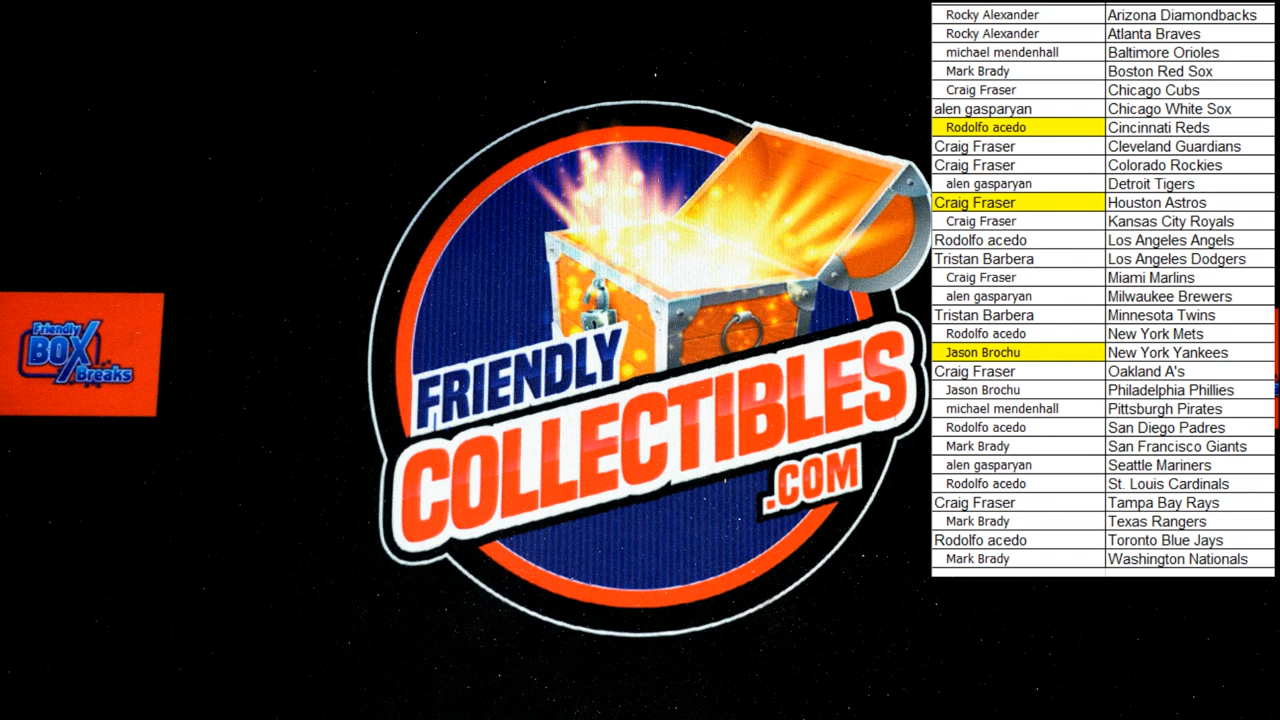 Friendly
BOX
Breaks
FRIENDLY
COLLECTIBLES
.COM
Rocky Alexander Arizona Diamondbacks
Rocky Alexander Atlanta Braves
michael mendenhall Baltimore Orioles
Mark Brady Boston Red Sox
Craig Fraser Chicago Cubs
alen gasparyan Chicago White Sox
Rodolfo acedo Cincinnati Reds
Craig Fraser Cleveland Guardians
Craig Fraser Colorado Rockies
alen gasparyan Detroit Tigers
Craig Fraser Houston Astros
Craig Fraser Kansas City Royals
Rodolfo acedo Los Angeles Angels
Tristan Barbera Los Angeles Dodgers
Craig Fraser Miami Marlins
alen gasparyan Milwaukee Brewers
Tristan Barbera Minnesota Twins
Rodolfo acedo New York Mets
Jason Brochu New York Yankees
Craig Fraser Oakland A's
Jason Brochu Philadelphia Phillies
michael mendenhall Pittsburgh Pirates
Rodolfo acedo San Diego Padres
Mark Brady San Francisco Giants
alen gasparyan Seattle Mariners
Rodolfo acedo St. Louis Cardinals
Craig Fraser Tampa Bay Rays
Mark Brady Texas Rangers
Rodolfo acedo Toronto Blue Jays
Mark Brady Washington Nationals